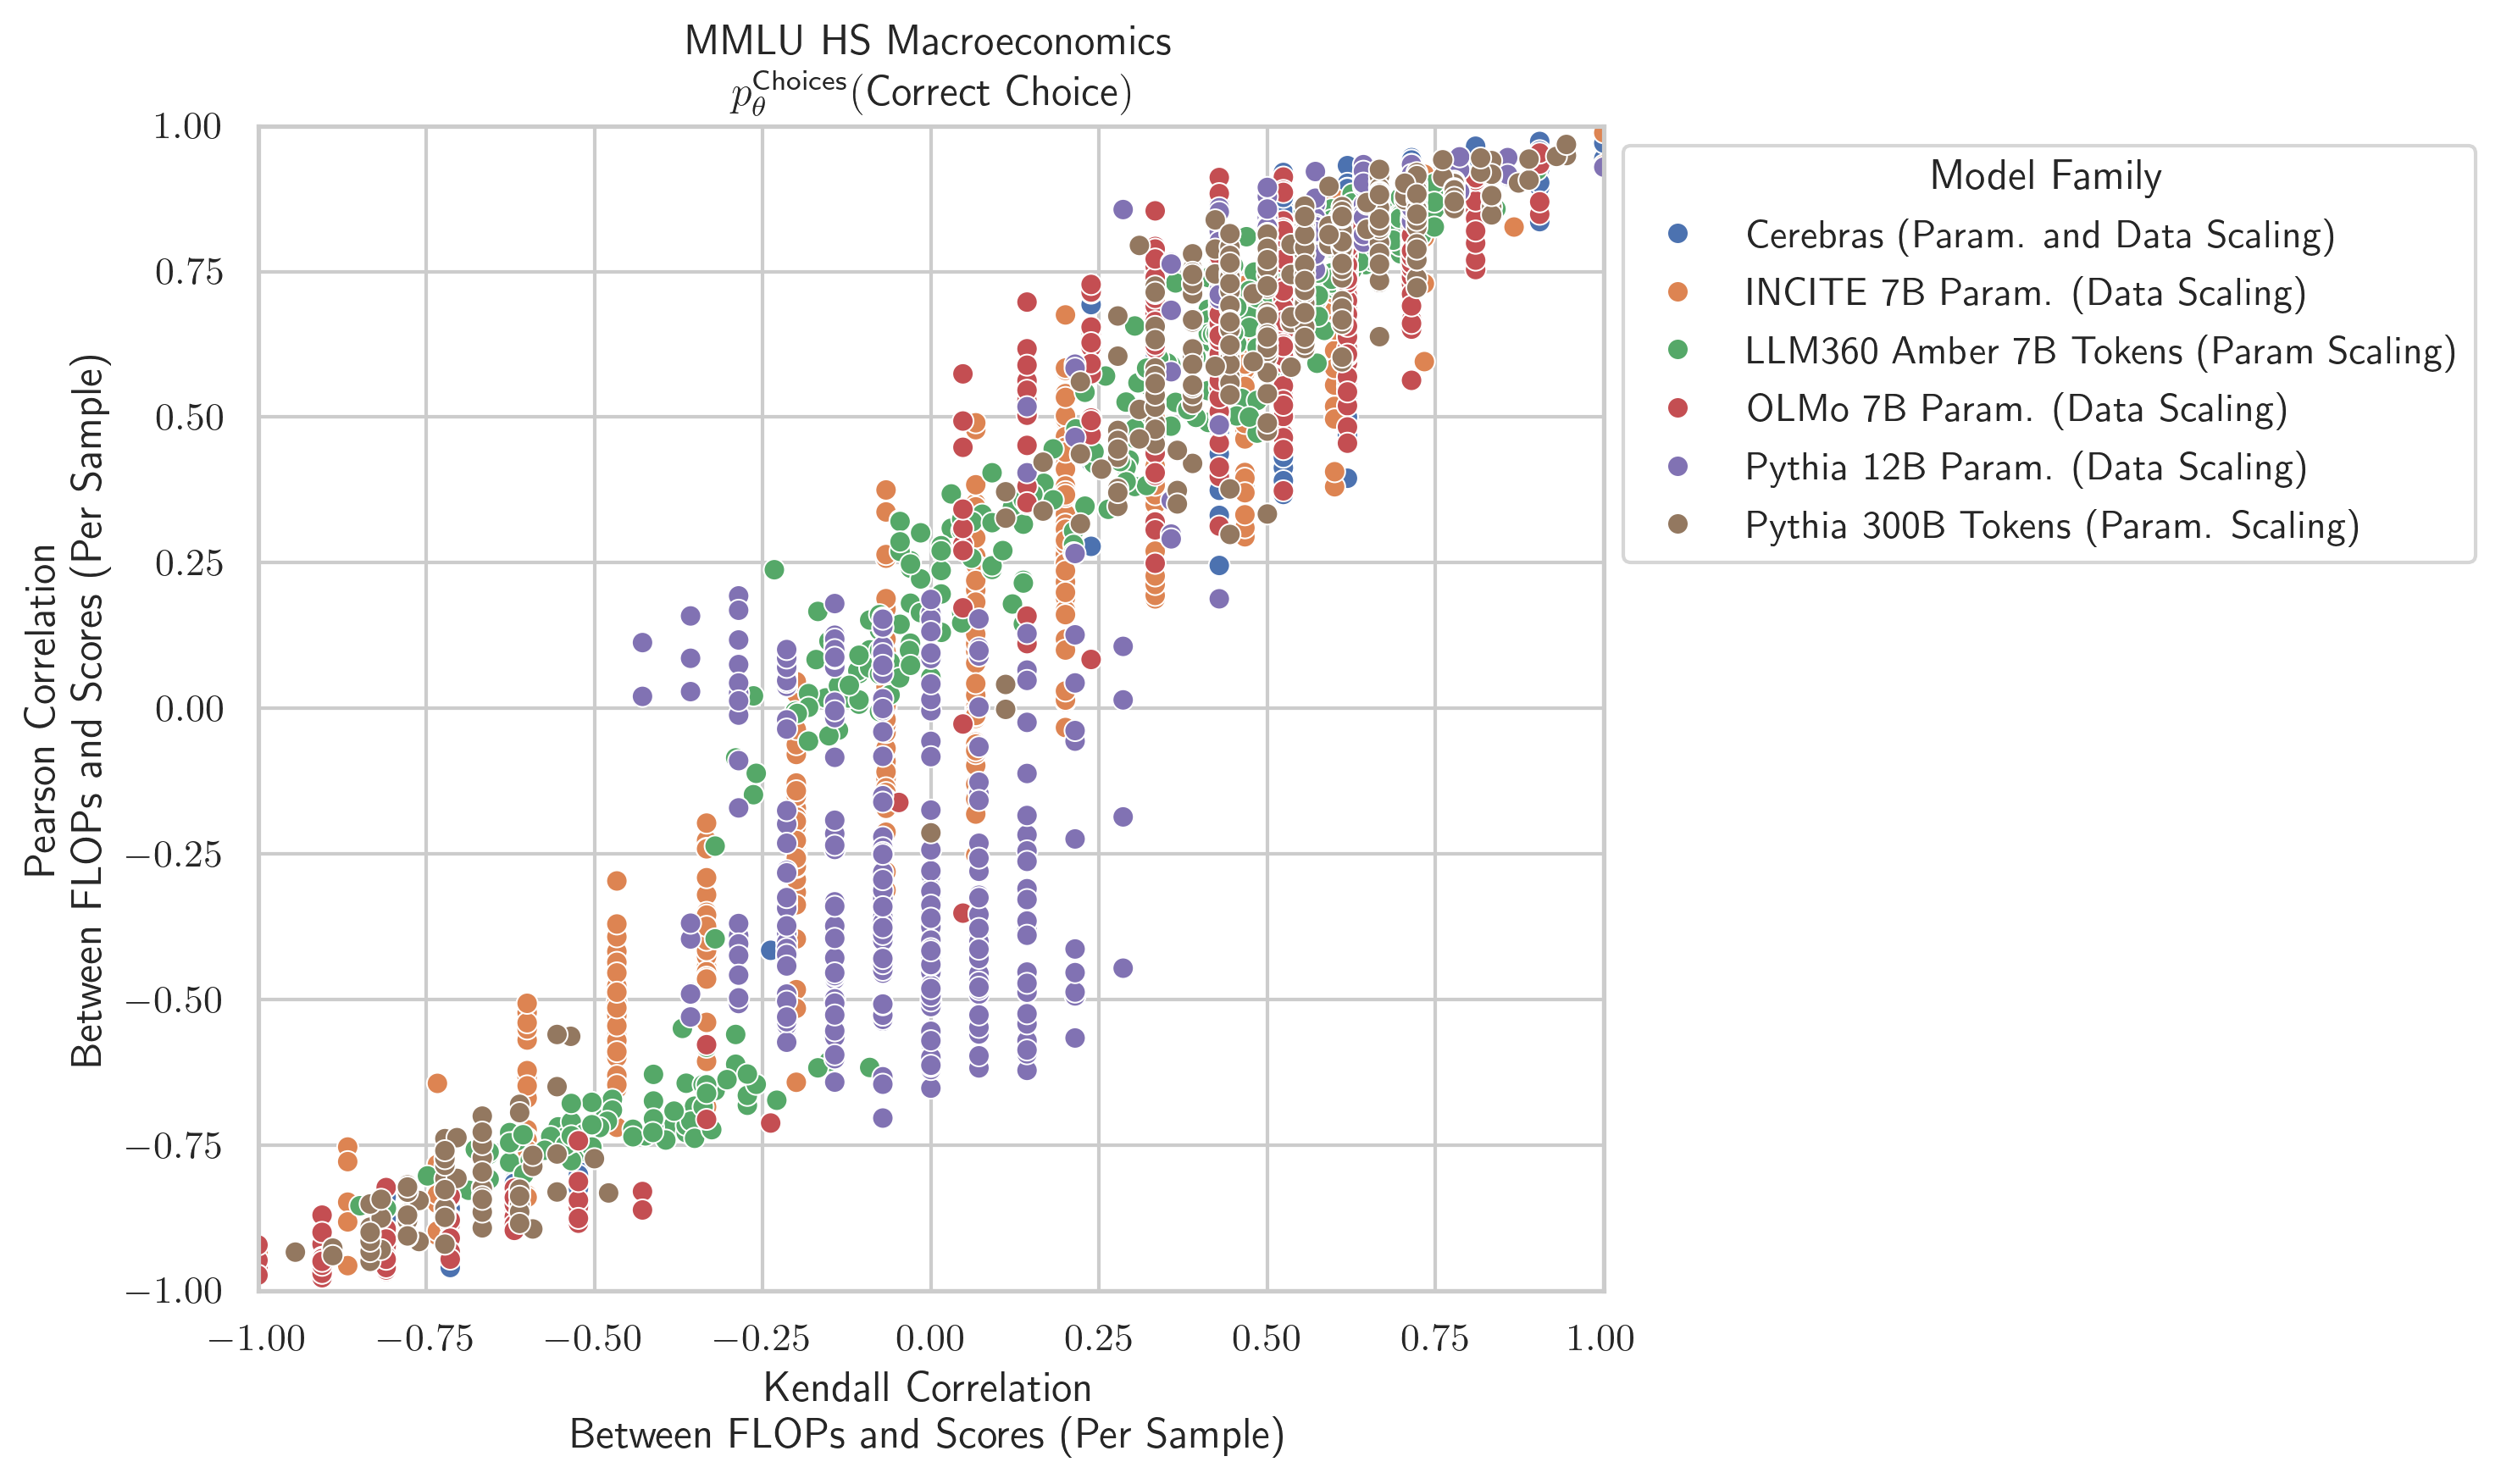 MMLU HS Macroeconomics
p_θ^Choices(Correct Choice)
Pearson Correlation
Between FLOPs and Scores (Per Sample)
1.00
0.75
0.50
0.25
0.00
−0.25
−0.50
−0.75
−1.00
−1.00 −0.75 −0.50 −0.25 0.00 0.25 0.50 0.75 1.00
Kendall Correlation
Between FLOPs and Scores (Per Sample)
Model Family
Cerebras (Param. and Data Scaling)
INCITE 7B Param. (Data Scaling)
LLM360 Amber 7B Tokens (Param Scaling)
OLMo 7B Param. (Data Scaling)
Pythia 12B Param. (Data Scaling)
Pythia 300B Tokens (Param. Scaling)